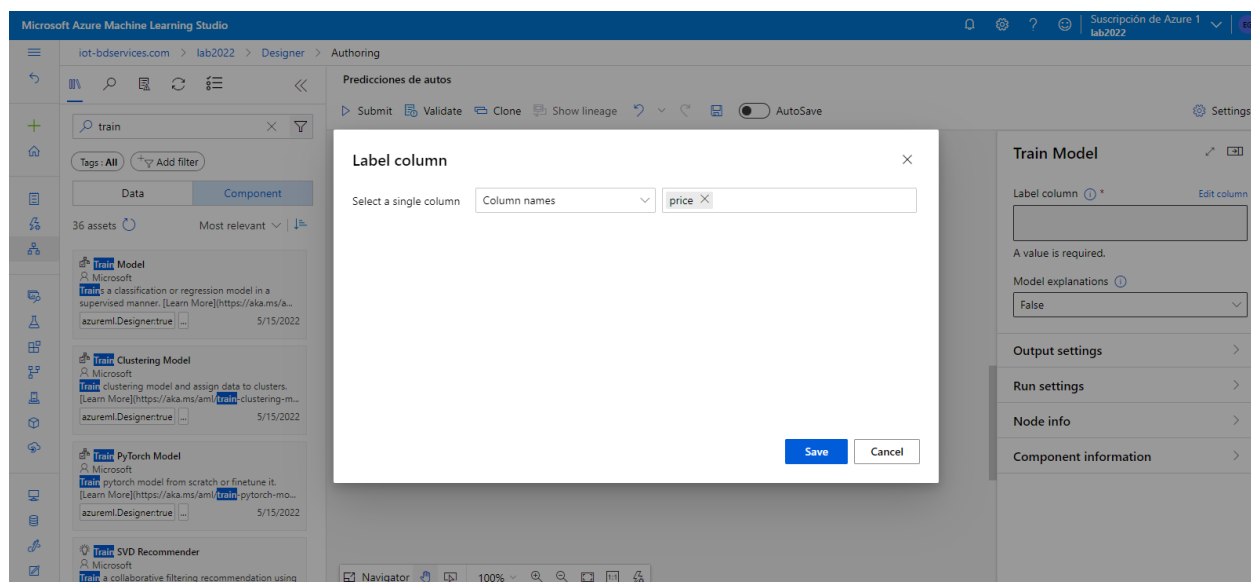 Microsoft Azure Machine Learning Studio
Suscripción de Azure 1
lab2022
iot-bdservices.com > lab2022 > Designer > Authoring
Predicciones de autos
Submit Validate Clone Show lineage AutoSave
Settings
train
Tags : All Add filter
Data Component
36 assets Most relevant
Train Model
Microsoft
Trains a classification or regression model in a
supervised manner. [Learn More](https://aka.ms/a...
azureml.Designer:true ... 5/15/2022
Train Clustering Model
Microsoft
Train clustering model and assign data to clusters.
[Learn More](https://aka.ms/aml/train-clustering-m...
azureml.Designer:true ... 5/15/2022
Train PyTorch Model
Microsoft
Train pytorch model from scratch or finetune it.
[Learn More](https://aka.ms/aml/train-pytorch-mo...
azureml.Designer:true ... 5/15/2022
Train SVD Recommender
Microsoft
Train a collaborative filtering recommendation using
Label column
Select a single column Column names price
Save Cancel
Navigator 100% 1:1
Train Model
Label column * Edit column
A value is required.
Model explanations
False
Output settings
Run settings
Node info
Component information